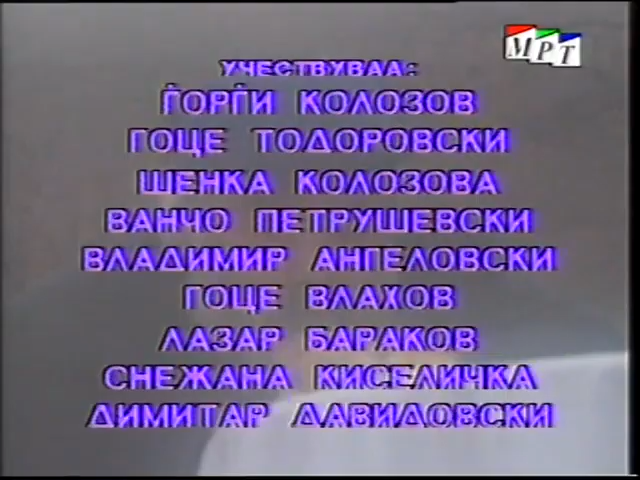 МРТ
УЧЕСТВУВАА:
ЃОРЃИ КОЛОЗОВ
ГОЦЕ ТОДОРОВСКИ
ШЕНКА КОЛОЗОВА
ВАНЧО ПЕТРУШЕВСКИ
ВЛАДИМИР АНГЕЛОВСКИ
ГОЦЕ ВЛАХОВ
ЛАЗАР БАРАКОВ
СНЕЖАНА КИСЕЛИЧКА
ДИМИТАР ДАВИДОВСКИ